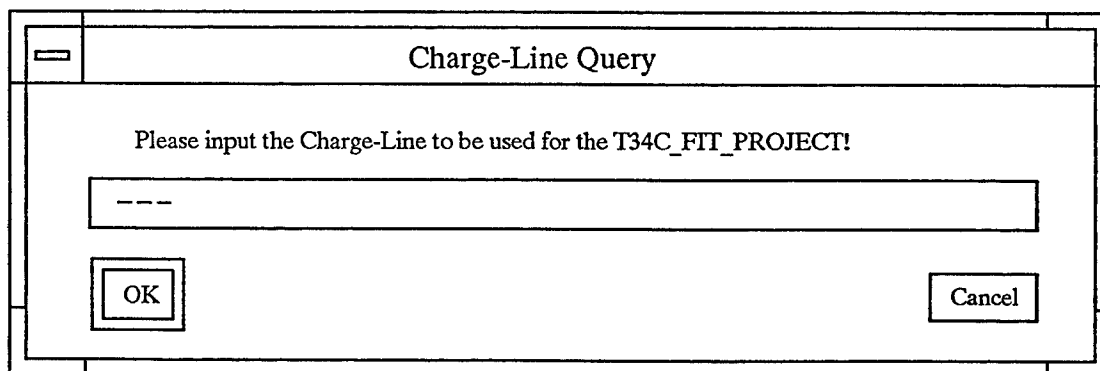 Charge-Line Query
Please input the Charge-Line to be used for the T34C_FIT_PROJECT!
---
OK
Cancel